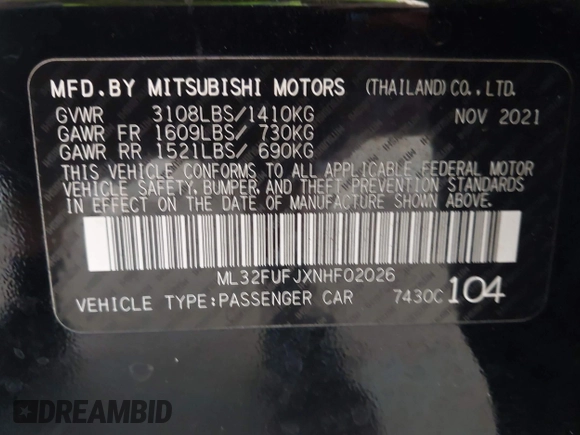 MFD. BY MITSUBISHI MOTORS (THAILAND) CO., LTD.
GVWR 3108LBS/1410KG NOV 2021
GAWR FR 1609LBS/ 730KG
GAWR RR 1521LBS/ 690KG
THIS VEHICLE CONFORMS TO ALL APPLICABLE FEDERAL MOTOR
VEHICLE SAFETY, BUMPER, AND THEFT PREVENTION STANDARDS
IN EFFECT ON THE DATE OF MANUFACTURE SHOWN ABOVE.
ML32FUFJXNHF02026
VEHICLE TYPE:PASSENGER CAR 7430C 104
DREAMBID